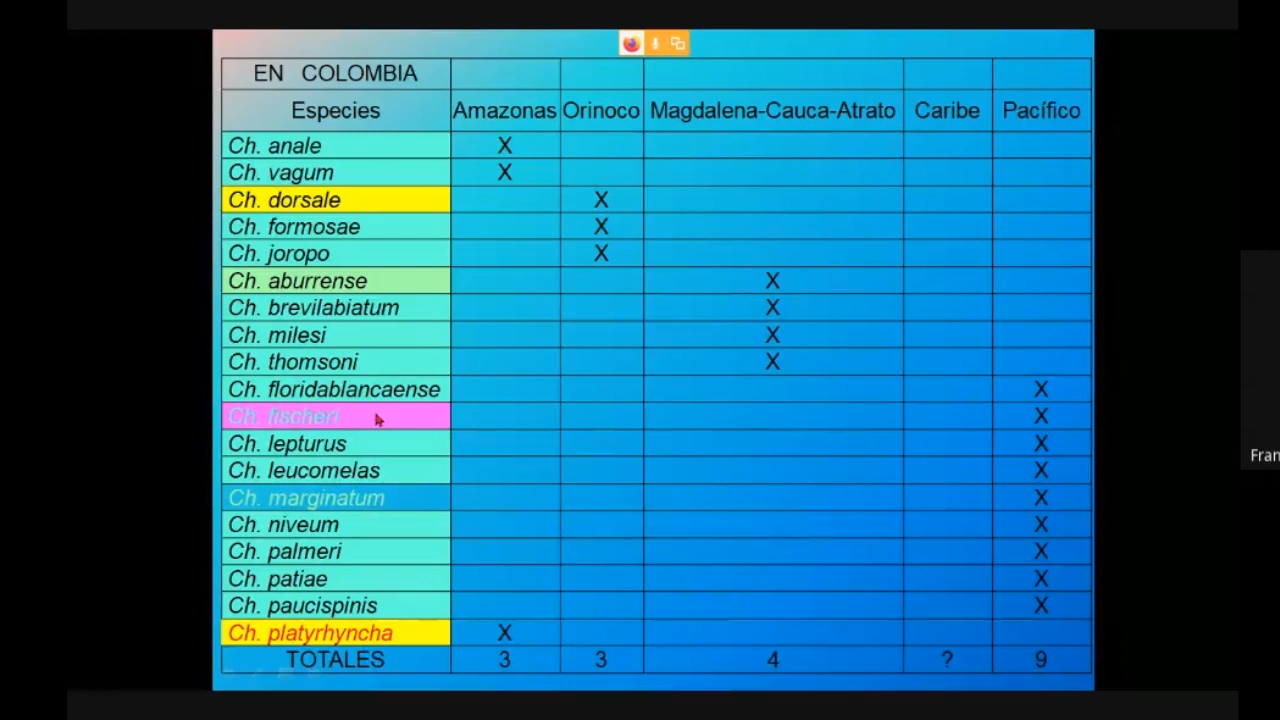 EN COLOMBIA
Especies Amazonas Orinoco Magdalena-Cauca-Atrato Caribe Pacífico
Ch. anale X
Ch. vagum X
Ch. dorsale X
Ch. formosae X
Ch. joropo X
Ch. aburrense X
Ch. brevilabiatum X
Ch. milesi X
Ch. thomsoni X
Ch. floridablancaense X
Ch. fischeri X
Ch. lepturus X
Ch. leucomelas X
Ch. marginatum X
Ch. niveum X
Ch. palmeri X
Ch. patiae X
Ch. paucispinis X
Ch. platyrhyncha X
TOTALES 3 3 4 ? 9
Fran